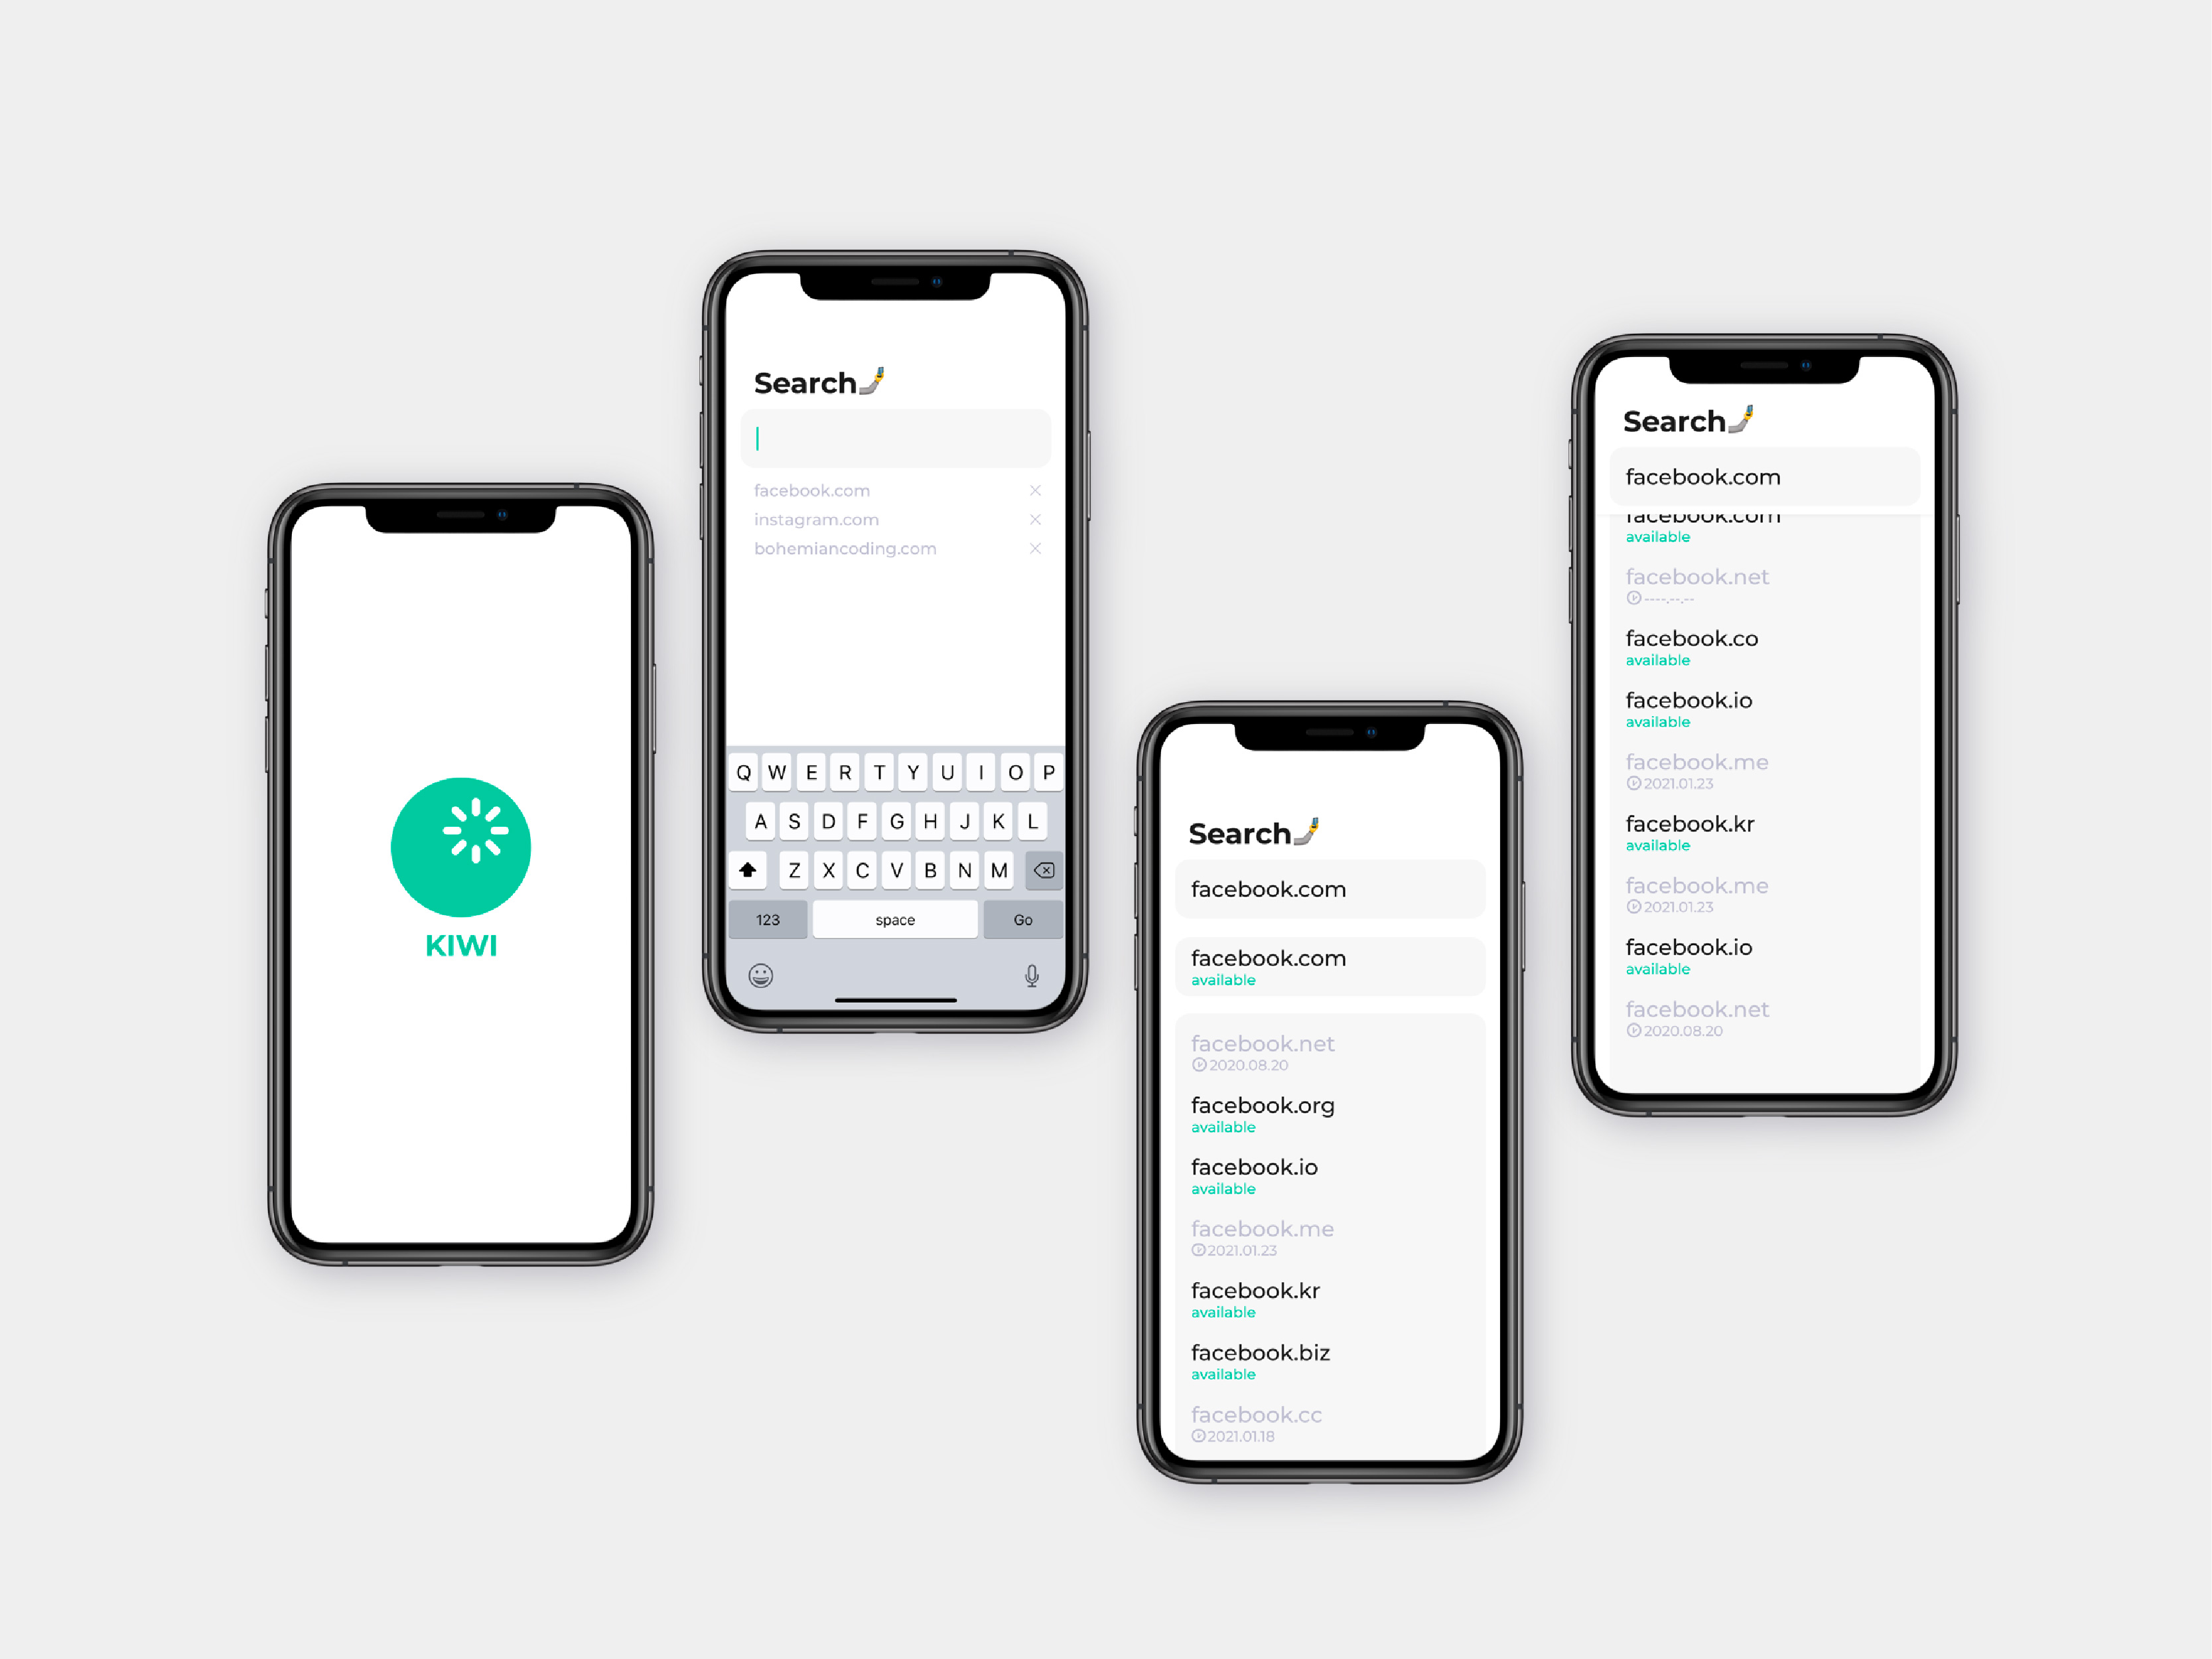 KIWI
Search
facebook.com
instagram.com
bohemiancoding.com
Q W E R T Y U I O P
A S D F G H J K L
Z X C V B N M
123 space Go
Search
facebook.com
facebook.com
available
facebook.net
2020.08.20
facebook.org
available
facebook.io
available
facebook.me
2021.01.23
facebook.kr
available
facebook.biz
available
facebook.cc
2021.01.18
Search
facebook.com
facebook.com
available
facebook.net
----.--.--
facebook.co
available
facebook.io
available
facebook.me
2021.01.23
facebook.kr
available
facebook.me
2021.01.23
facebook.io
available
facebook.net
2020.08.20